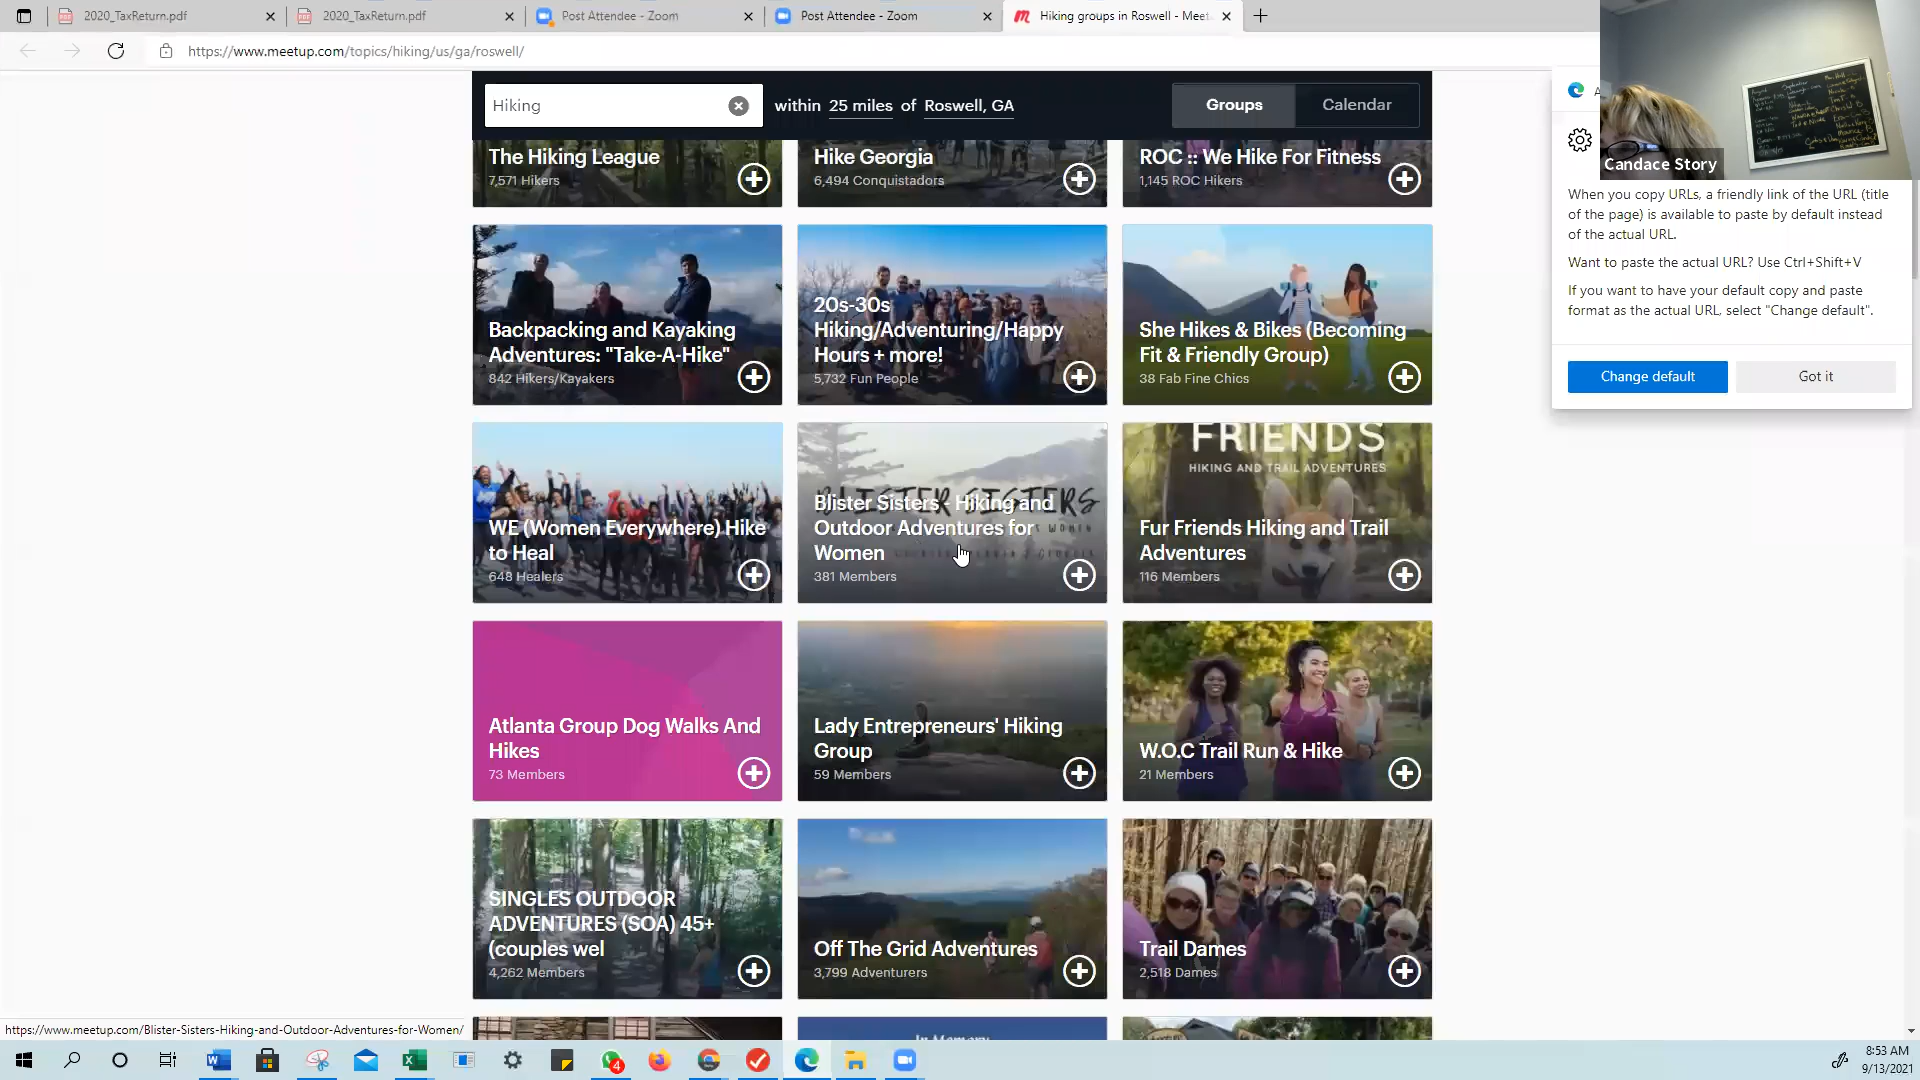 2020_TaxReturn.pdf
2020_TaxReturn.pdf
Post Attendee - Zoom
Post Attendee - Zoom
Hiking groups in Roswell - Meet
https://www.meetup.com/topics/hiking/us/ga/roswell/
Hiking
within 25 miles of Roswell, GA
Groups
Calendar
Candace Story
When you copy URLs, a friendly link of the URL (title
of the page) is available to paste by default instead
of the actual URL.
Want to paste the actual URL? Use Ctrl+Shift+V
If you want to have your default copy and paste
format as the actual URL, select "Change default".
Change default
Got it
The Hiking League
7,571 Hikers
Hike Georgia
6,494 Conquistadors
ROC :: We Hike For Fitness
1,145 ROC Hikers
Backpacking and Kayaking
Adventures: "Take-A-Hike"
842 Hikers/Kayakers
20s-30s
Hiking/Adventuring/Happy
Hours + more!
5,732 Fun People
She Hikes & Bikes (Becoming
Fit & Friendly Group)
38 Fab Fine Chics
WE (Women Everywhere) Hike
to Heal
648 Healers
BLISTER SISTERS
Blister Sisters - Hiking and
Outdoor Adventures for
Women
381 Members
FRIENDS
HIKING AND TRAIL ADVENTURES
Fur Friends Hiking and Trail
Adventures
116 Members
Atlanta Group Dog Walks And
Hikes
73 Members
Lady Entrepreneurs' Hiking
Group
59 Members
W.O.C Trail Run & Hike
21 Members
SINGLES OUTDOOR
ADVENTURES (SOA) 45+
(couples wel
4,262 Members
Off The Grid Adventures
3,799 Adventurers
Trail Dames
2,518 Dames
In Memory
https://www.meetup.com/Blister-Sisters-Hiking-and-Outdoor-Adventures-for-Women/
4
8:53 AM
9/13/2021